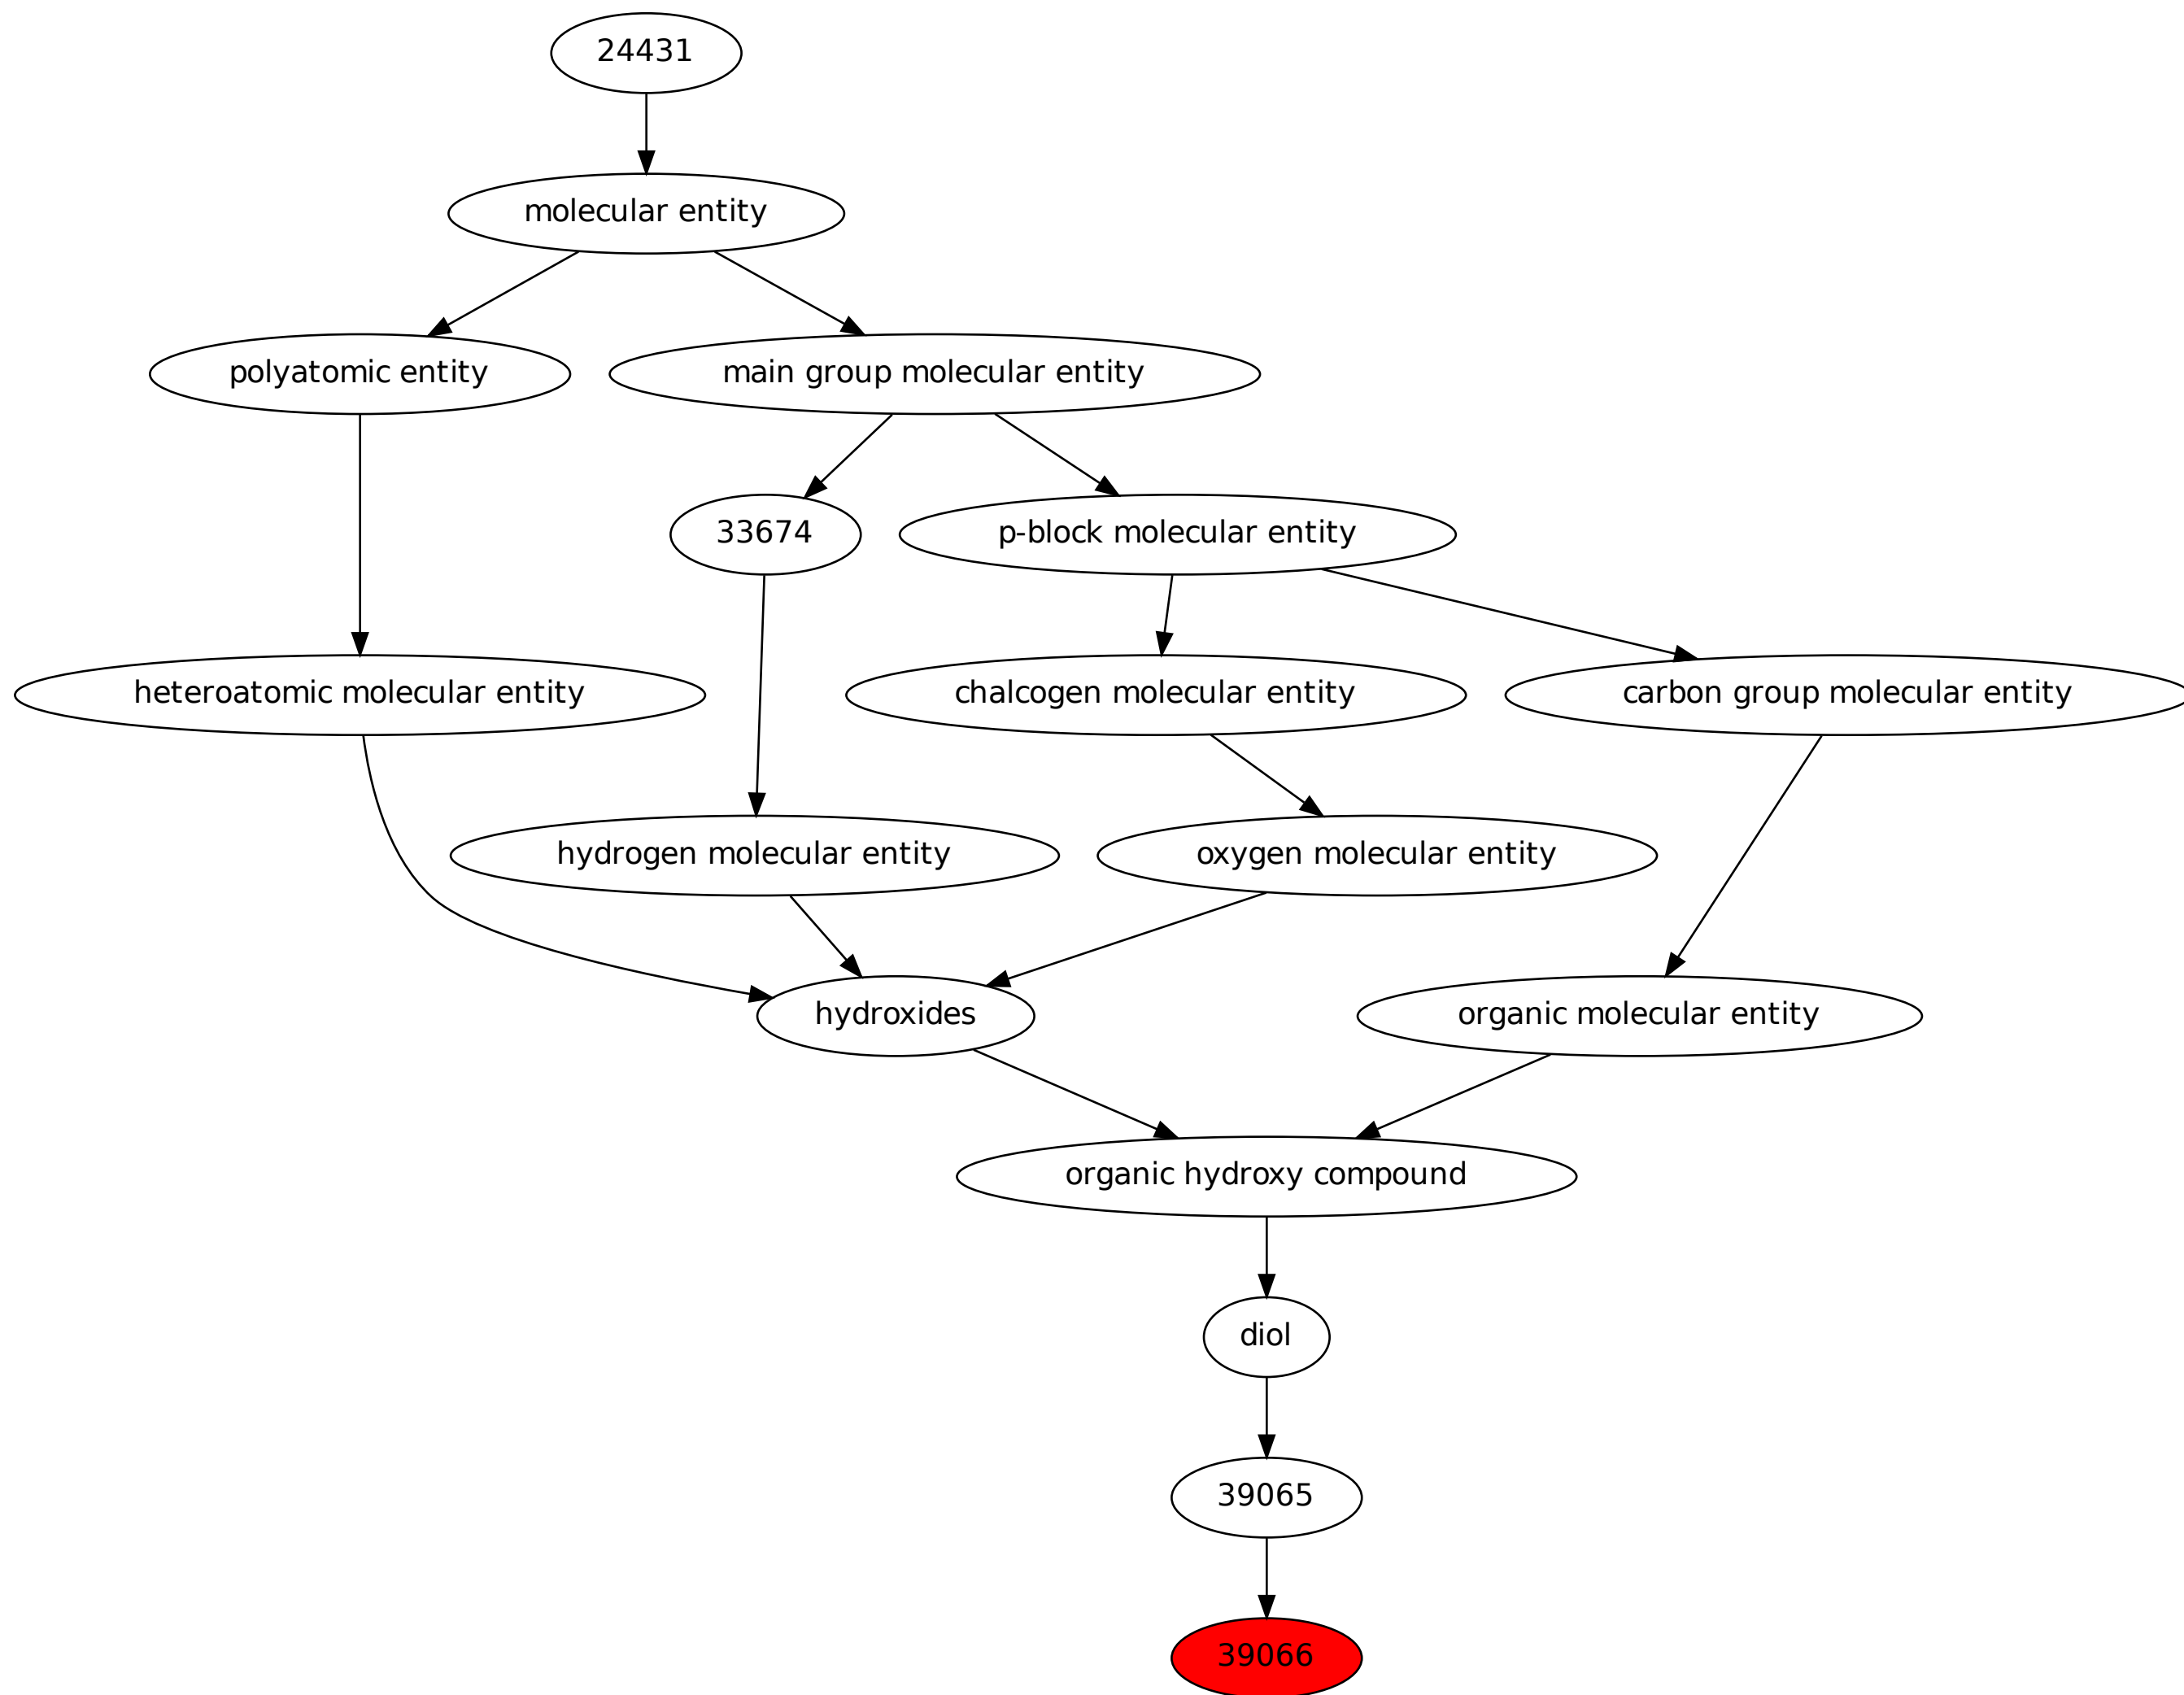 24431
molecular entity
polyatomic entity
main group molecular entity
33674
p-block molecular entity
heteroatomic molecular entity
chalcogen molecular entity
carbon group molecular entity
hydrogen molecular entity
oxygen molecular entity
hydroxides
organic molecular entity
organic hydroxy compound
diol
39065
39066